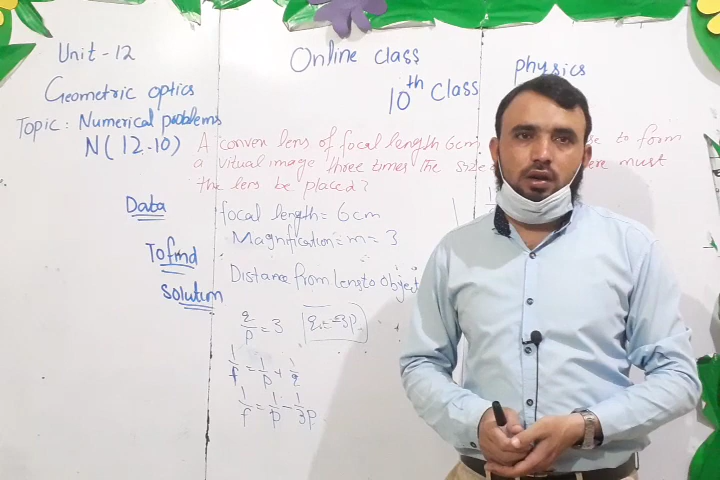 Unit - 12
Online class
physics
Geometric optics
10th Class
Topic: Numerical problems
N(12-10) A convex lens of focal length 6cm to form
a vitual image three times the size must
the lens be placed?
Data focal length = 6cm
Magnification = m = 3
To find Distance from lens to object
Solution
q/p = 3 q = -3p
1/f = 1/p + 1/q
1/f = 1/p - 1/3p